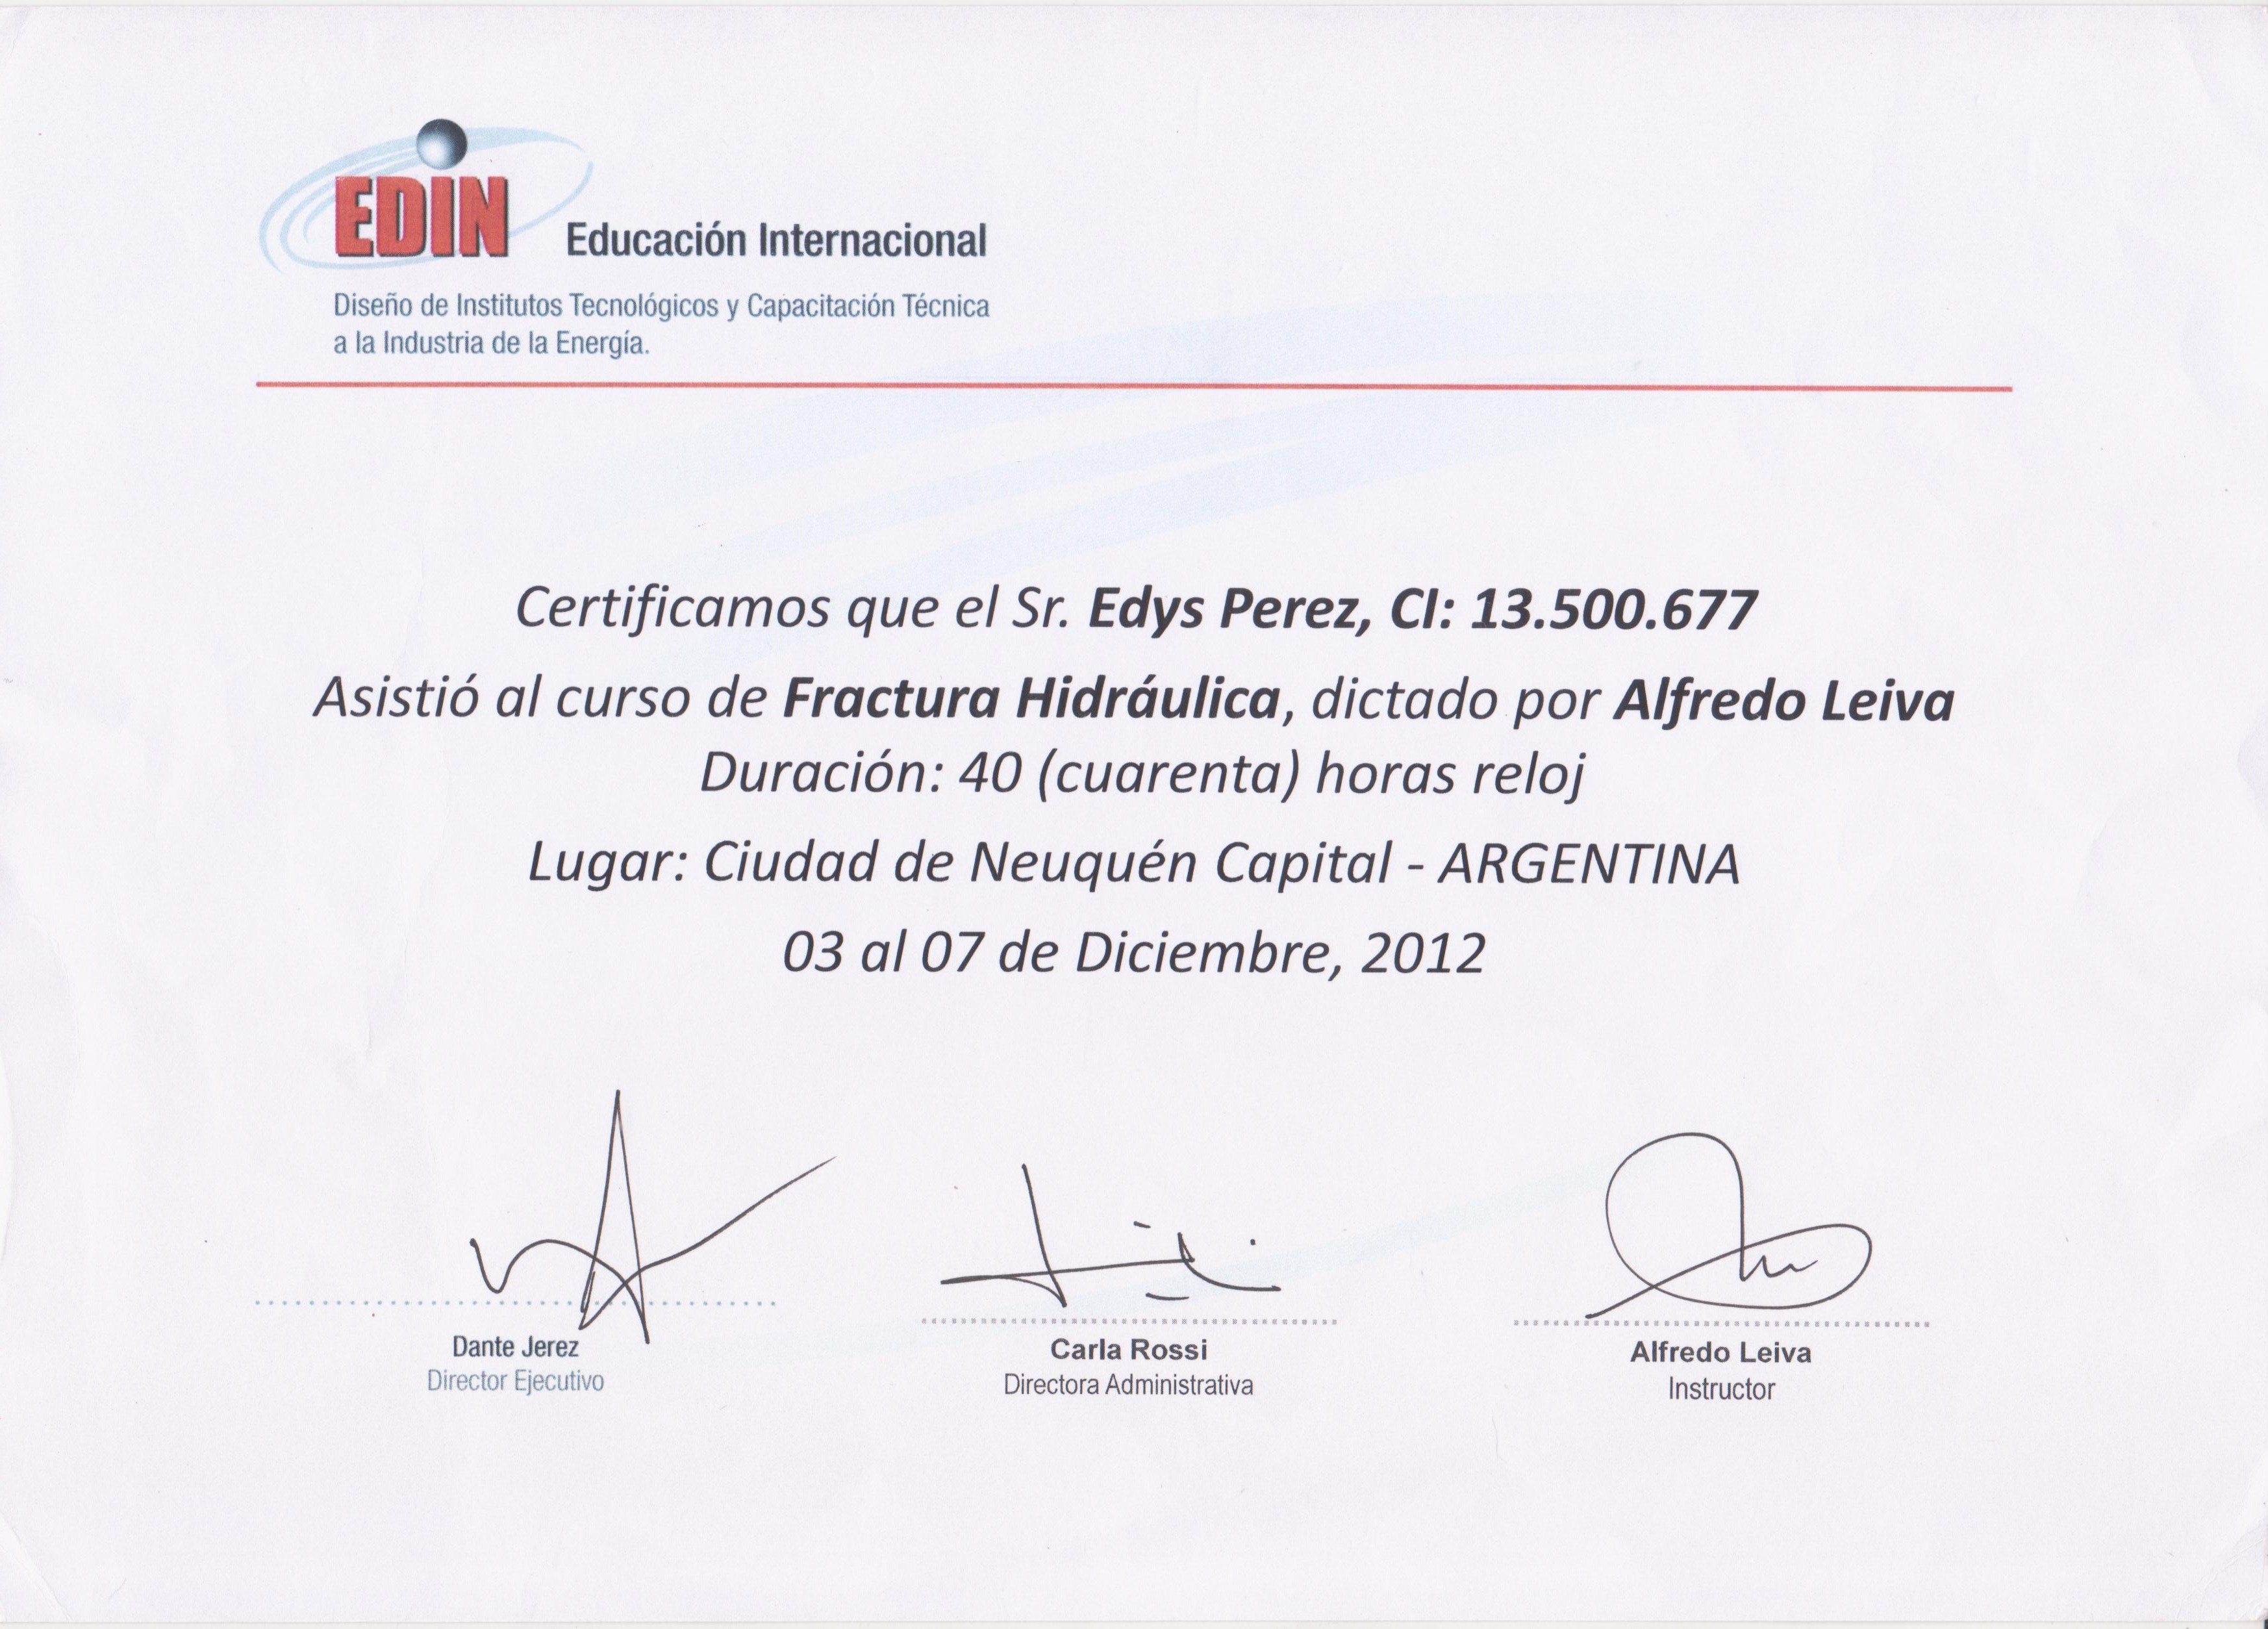 EDIN Educación Internacional
Diseño de Institutos Tecnológicos y Capacitación Técnica
a la Industria de la Energía.
Certificamos que el Sr. Edys Perez, CI: 13.500.677
Asistió al curso de Fractura Hidráulica, dictado por Alfredo Leiva
Duración: 40 (cuarenta) horas reloj
Lugar: Ciudad de Neuquén Capital - ARGENTINA
03 al 07 de Diciembre, 2012
Dante Jerez
Director Ejecutivo
Carla Rossi
Directora Administrativa
Alfredo Leiva
Instructor